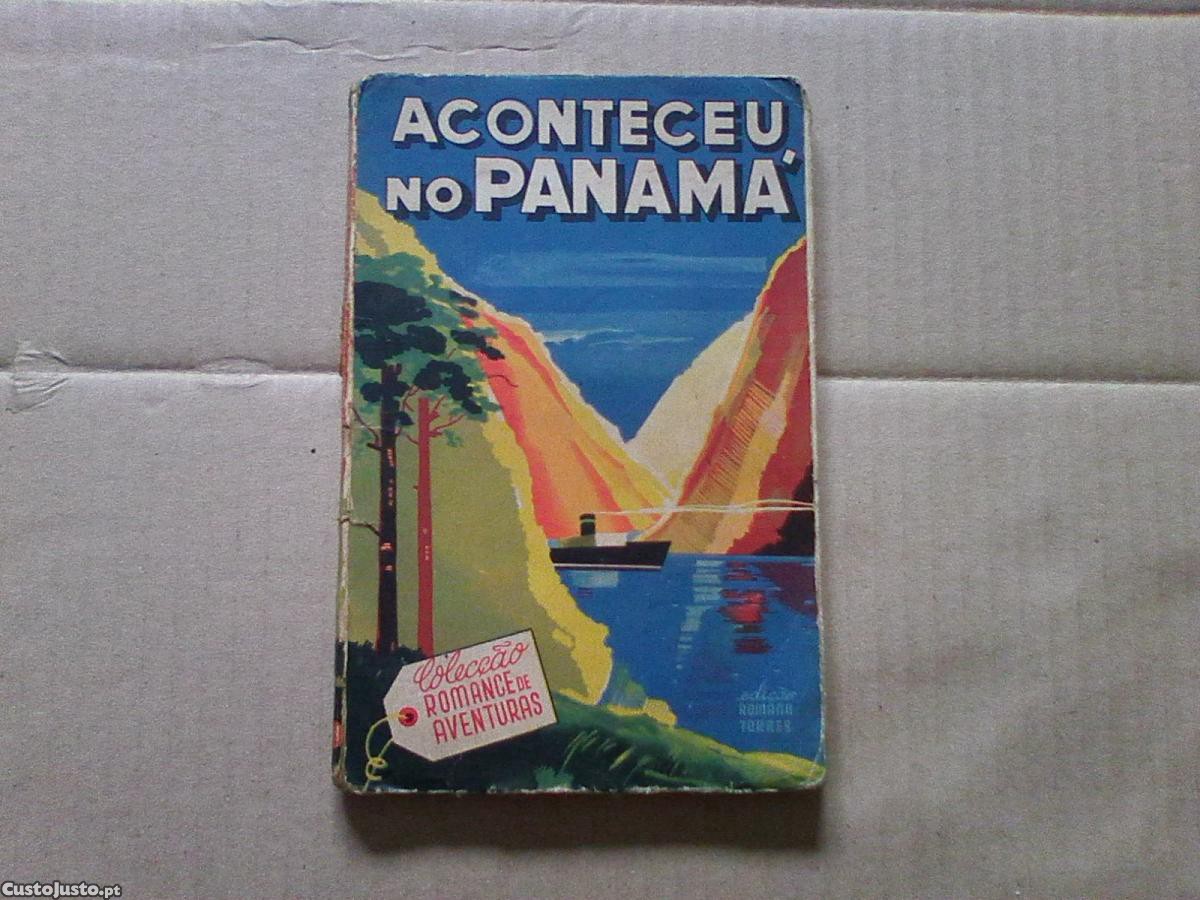 ACONTECEU
NO PANAMÁ
Colecção
ROMANCE DE
AVENTURAS
edição
ROMANO
TORRES
CustoJusto.pt